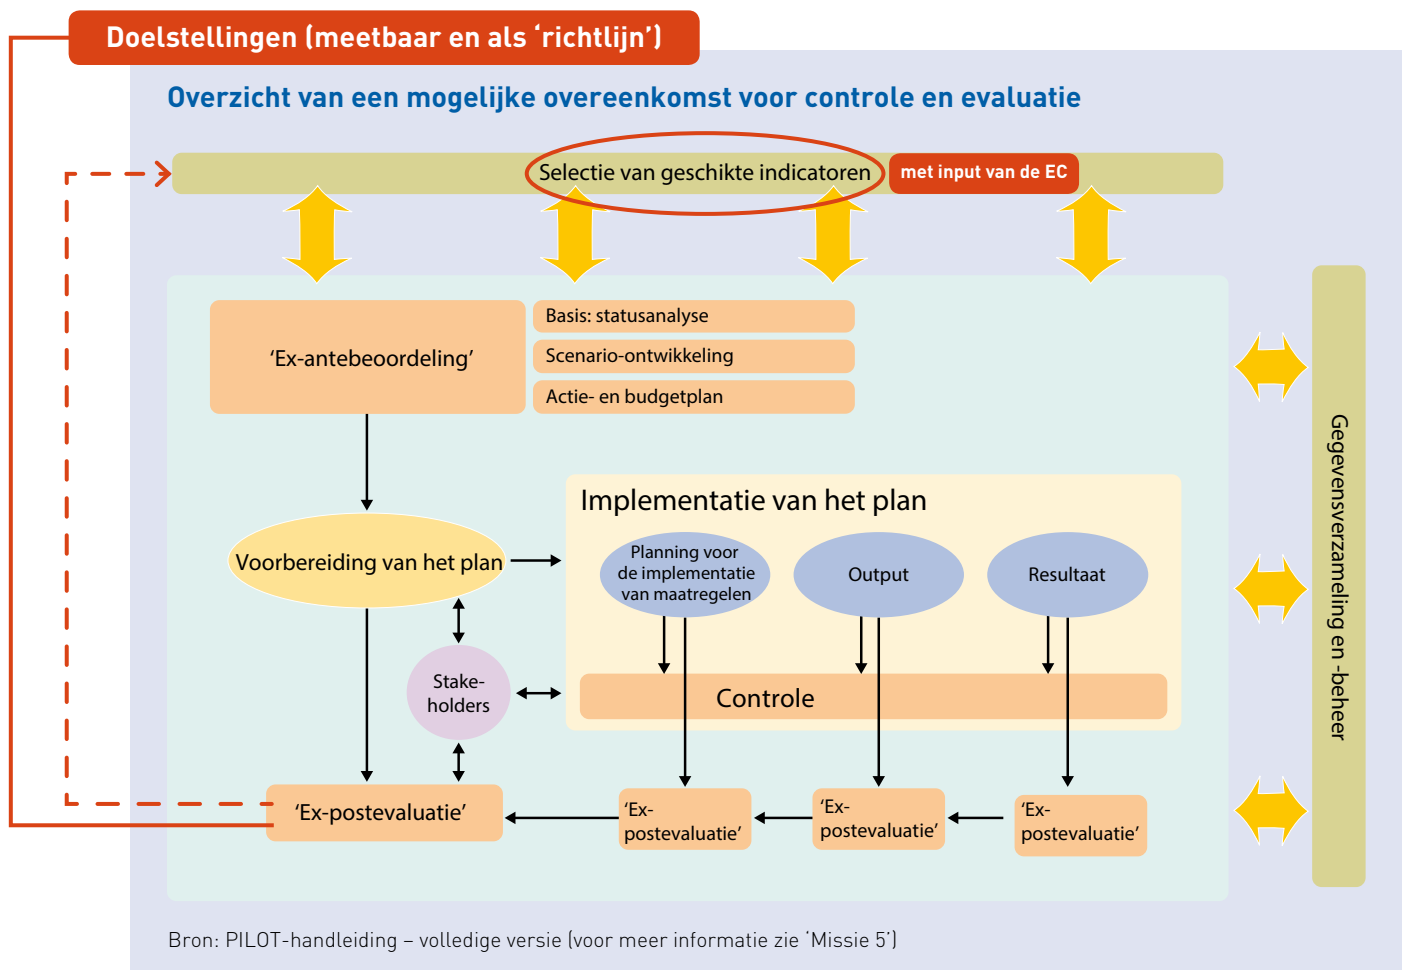 Doelstellingen (meetbaar en als ‘richtlijn’)
Overzicht van een mogelijke overeenkomst voor controle en evaluatie
Selectie van geschikte indicatoren
met input van de EC
‘Ex-antebeoordeling’
Basis: statusanalyse
Scenario-ontwikkeling
Actie- en budgetplan
Gegevensverzameling en -beheer
Implementatie van het plan
Voorbereiding van het plan
Planning voor
de implementatie
van maatregelen
Output
Resultaat
Stake-
holders
Controle
‘Ex-postevaluatie’
‘Ex-
postevaluatie’
‘Ex-
postevaluatie’
‘Ex-
postevaluatie’
Bron: PILOT-handleiding – volledige versie (voor meer informatie zie ‘Missie 5’)